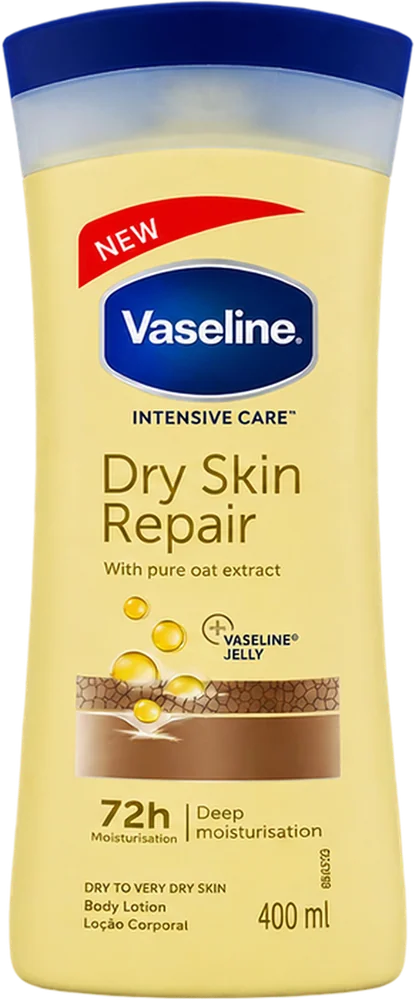 NEW
Vaseline®
INTENSIVE CARE™
Dry Skin
Repair
With pure oat extract
VASELINE®
JELLY
72h
Moisturisation
Deep
moisturisation
DRY TO VERY DRY SKIN
Body Lotion
Loção Corporal
400 ml